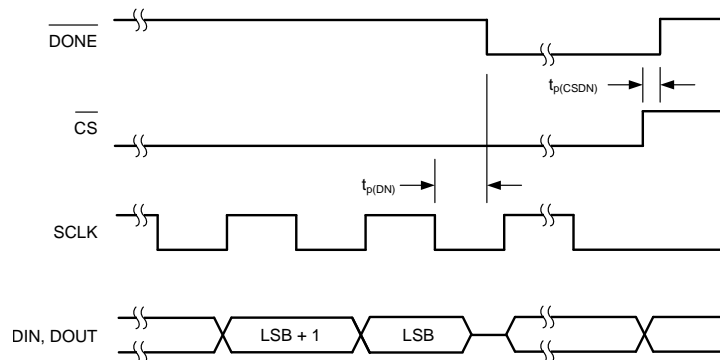 DONE
tp(CSDN)
CS
tp(DN)
SCLK
DIN, DOUT
LSB + 1
LSB